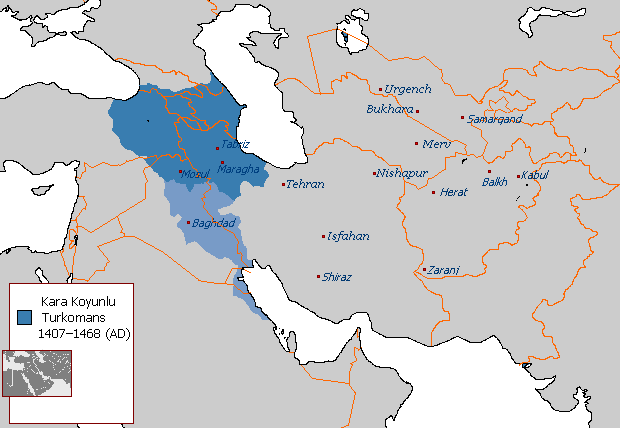 Urgench
Bukhara
Samarqand
Tabriz
Merv
Mosul
Maragha
Nishapur
Balkh
Kabul
Tehran
Herat
Baghdad
Isfahan
Zaranj
Shiraz
Kara Koyunlu
Turkomans
1407–1468 (AD)